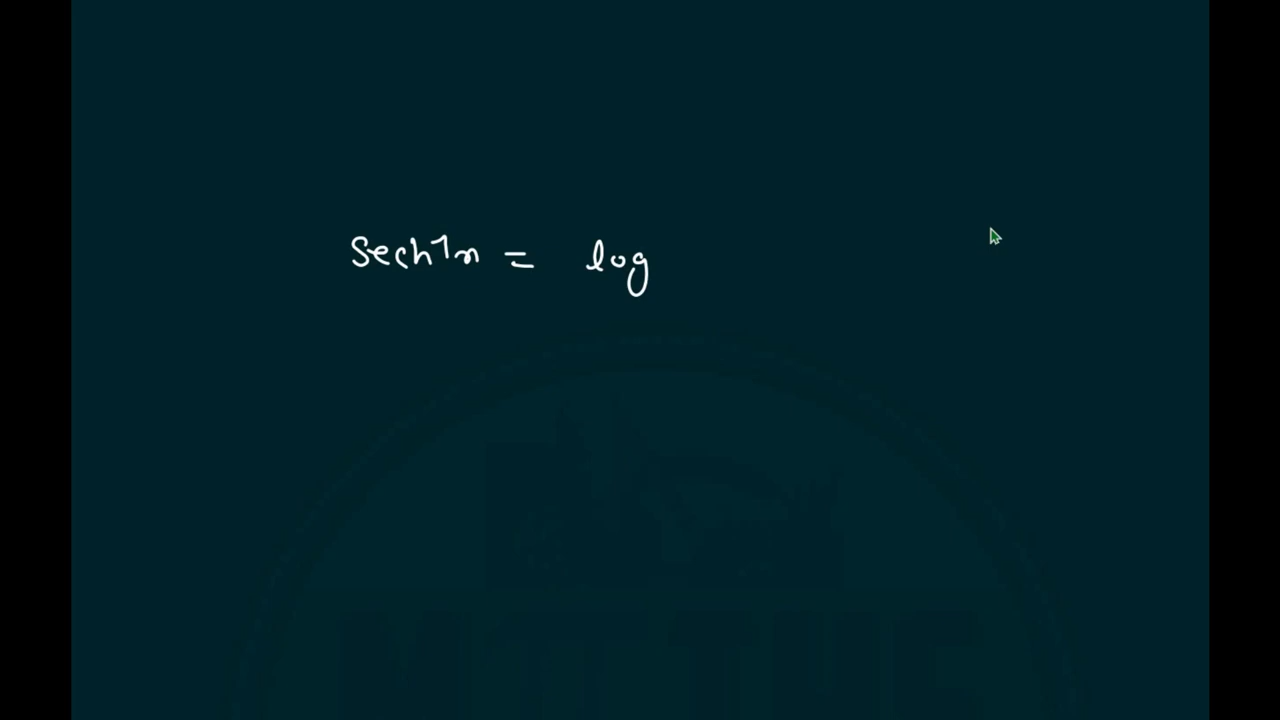 sech⁻¹x = log